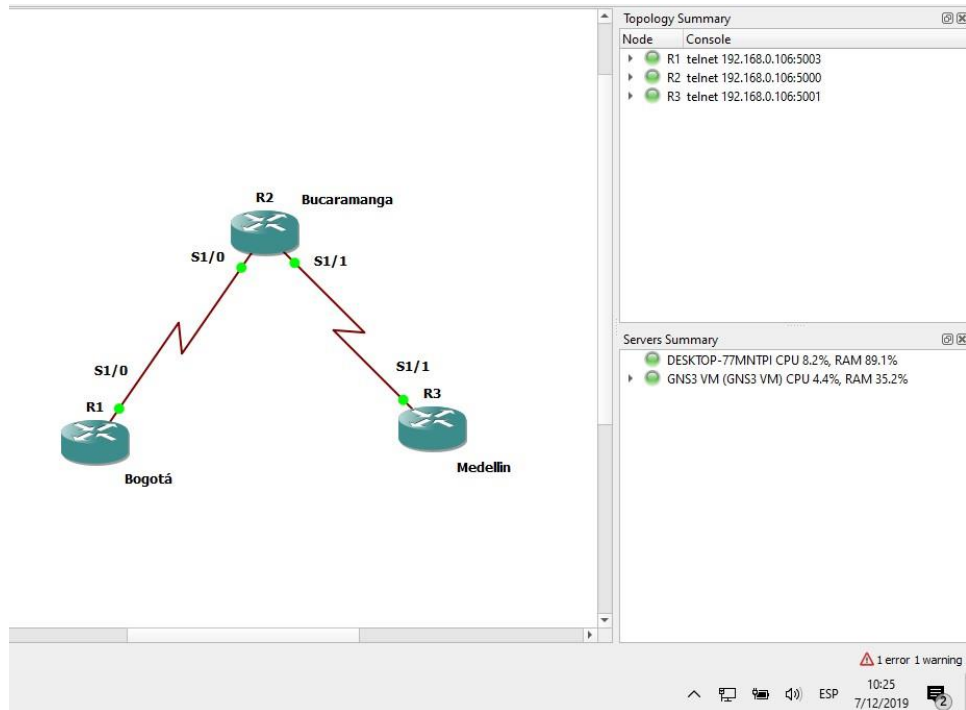 R2 Bucaramanga
S1/0
S1/1
S1/0
S1/1
R1
R3
Bogotá
Medellin
Topology Summary
Node Console
R1 telnet 192.168.0.106:5003
R2 telnet 192.168.0.106:5000
R3 telnet 192.168.0.106:5001
Servers Summary
DESKTOP-77MNTPI CPU 8.2%, RAM 89.1%
GNS3 VM (GNS3 VM) CPU 4.4%, RAM 35.2%
1 error 1 warning
ESP
10:25
7/12/2019
2